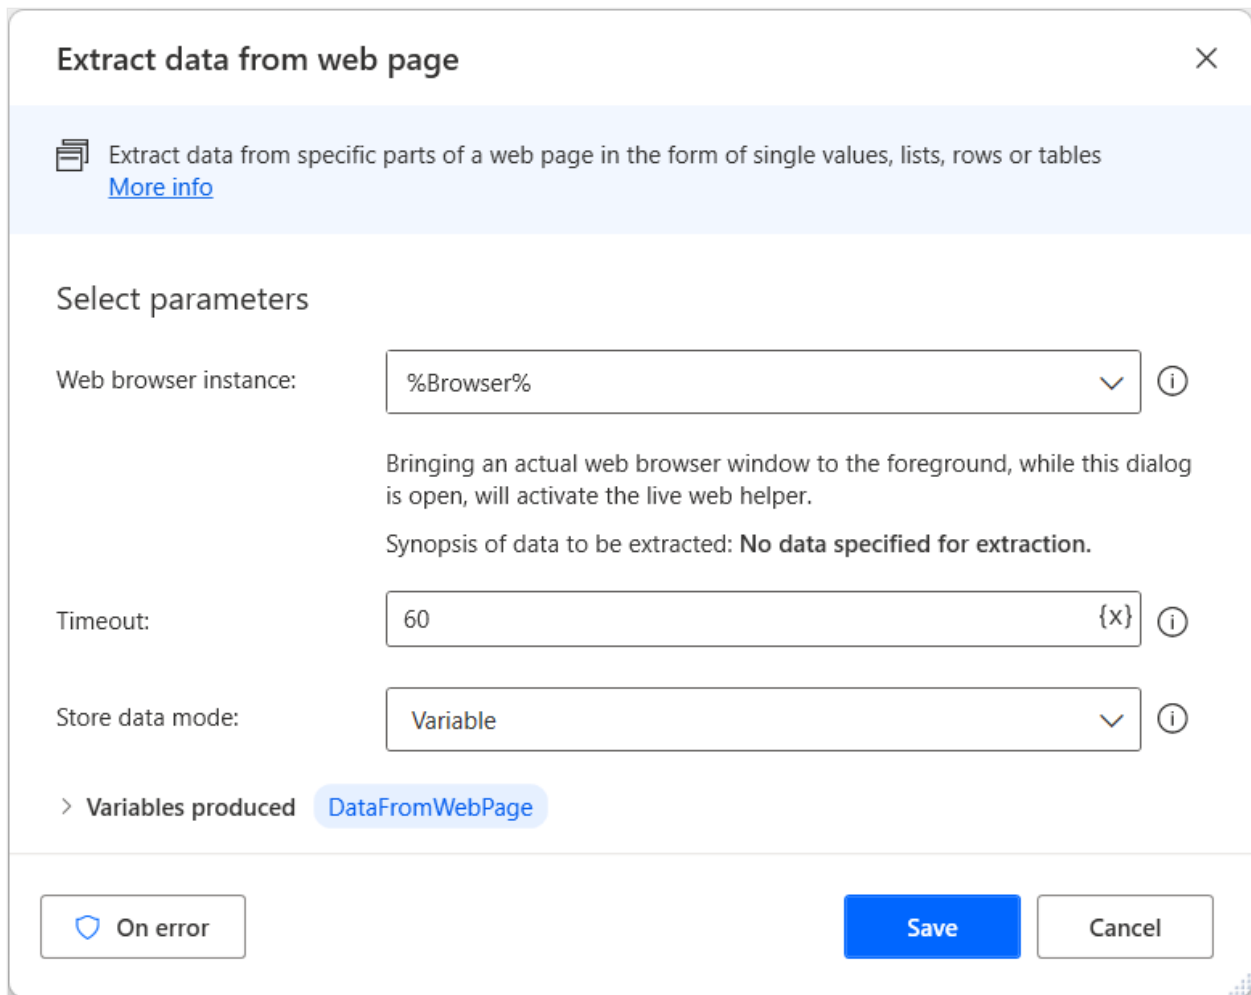 Extract data from web page
Extract data from specific parts of a web page in the form of single values, lists, rows or tables
More info
Select parameters
Web browser instance:
%Browser%
Bringing an actual web browser window to the foreground, while this dialog
is open, will activate the live web helper.
Synopsis of data to be extracted: No data specified for extraction.
Timeout:
60
{x}
Store data mode:
Variable
Variables produced
DataFromWebPage
On error
Save
Cancel